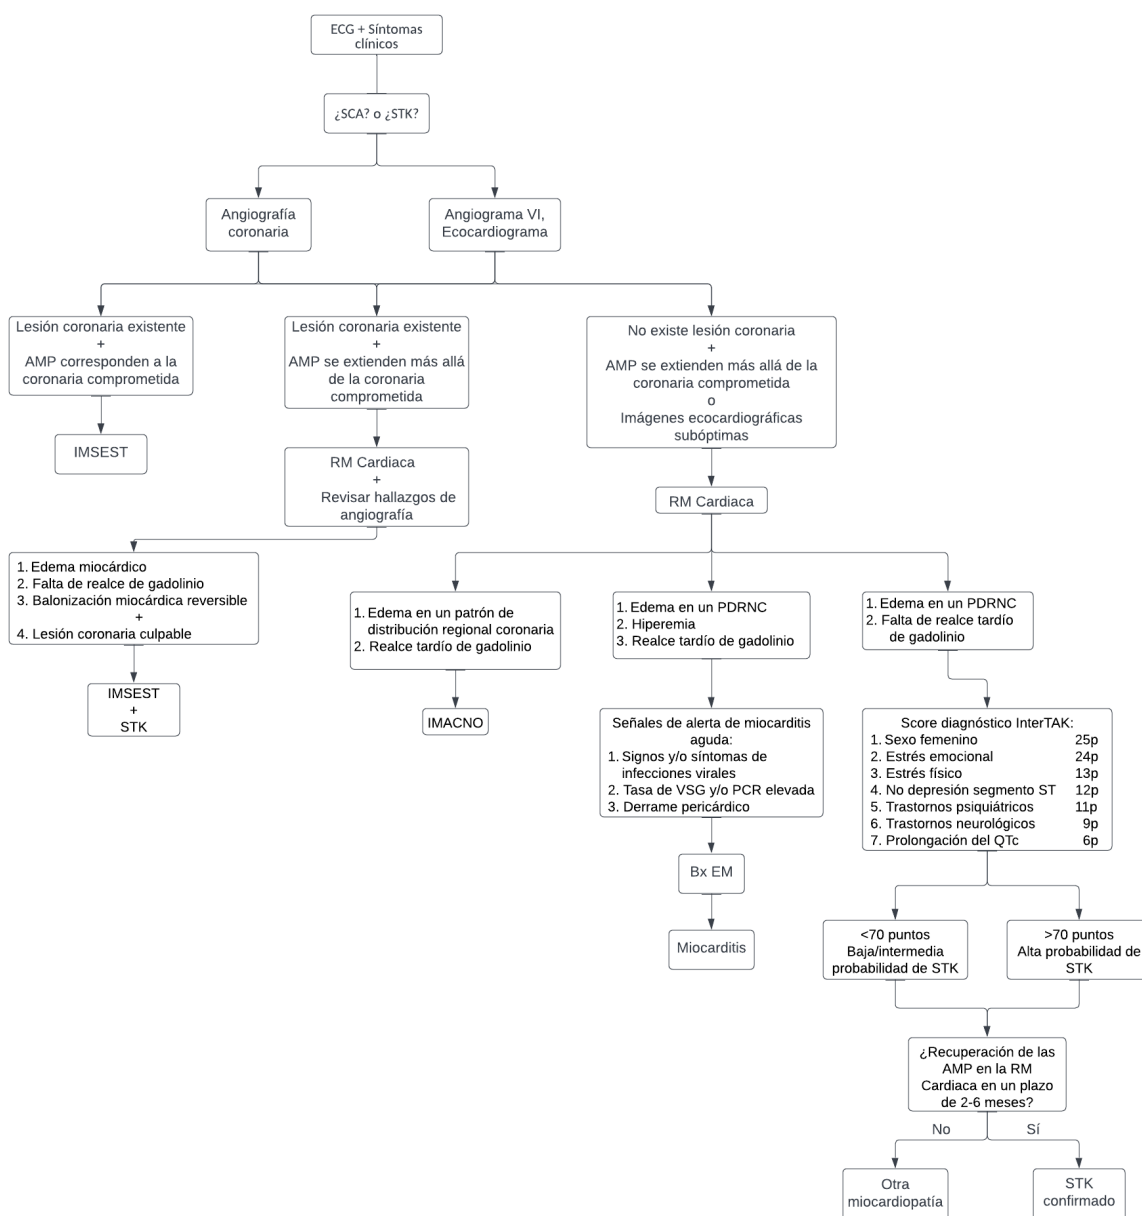 ECG + Síntomas
clínicos
¿SCA? o ¿STK?
Angiografía
coronaria
Angiograma VI,
Ecocardiograma
Lesión coronaria existente
+
AMP corresponden a la
coronaria comprometida
Lesión coronaria existente
+
AMP se extienden más allá
de la coronaria
comprometida
No existe lesión coronaria
+
AMP se extienden más allá de la
coronaria comprometida
o
Imágenes ecocardiográficas
subóptimas
IMSEST
RM Cardiaca
+
Revisar hallazgos de
angiografía
RM Cardiaca
1. Edema miocárdico
2. Falta de realce de gadolinio
3. Balonización miocárdica reversible
+
4. Lesión coronaria culpable
1. Edema en un patrón de
distribución regional coronaria
2. Realce tardío de gadolinio
1. Edema en un PDRNC
2. Hiperemia
3. Realce tardío de gadolinio
1. Edema en un PDRNC
2. Falta de realce tardío
de gadolinio
IMSEST
+
STK
IMACNO
Señales de alerta de miocarditis
aguda:
1. Signos y/o síntomas de
infecciones virales
2. Tasa de VSG y/o PCR elevada
3. Derrame pericárdico
Score diagnóstico InterTAK:
1. Sexo femenino 25p
2. Estrés emocional 24p
3. Estrés físico 13p
4. No depresión segmento ST 12p
5. Trastornos psiquiátricos 11p
6. Trastornos neurológicos 9p
7. Prolongación del QTc 6p
Bx EM
Miocarditis
<70 puntos
Baja/intermedia
probabilidad de STK
>70 puntos
Alta probabilidad de
STK
¿Recuperación de las
AMP en la RM
Cardiaca en un plazo
de 2-6 meses?
No
Sí
Otra
miocardiopatía
STK
confirmado